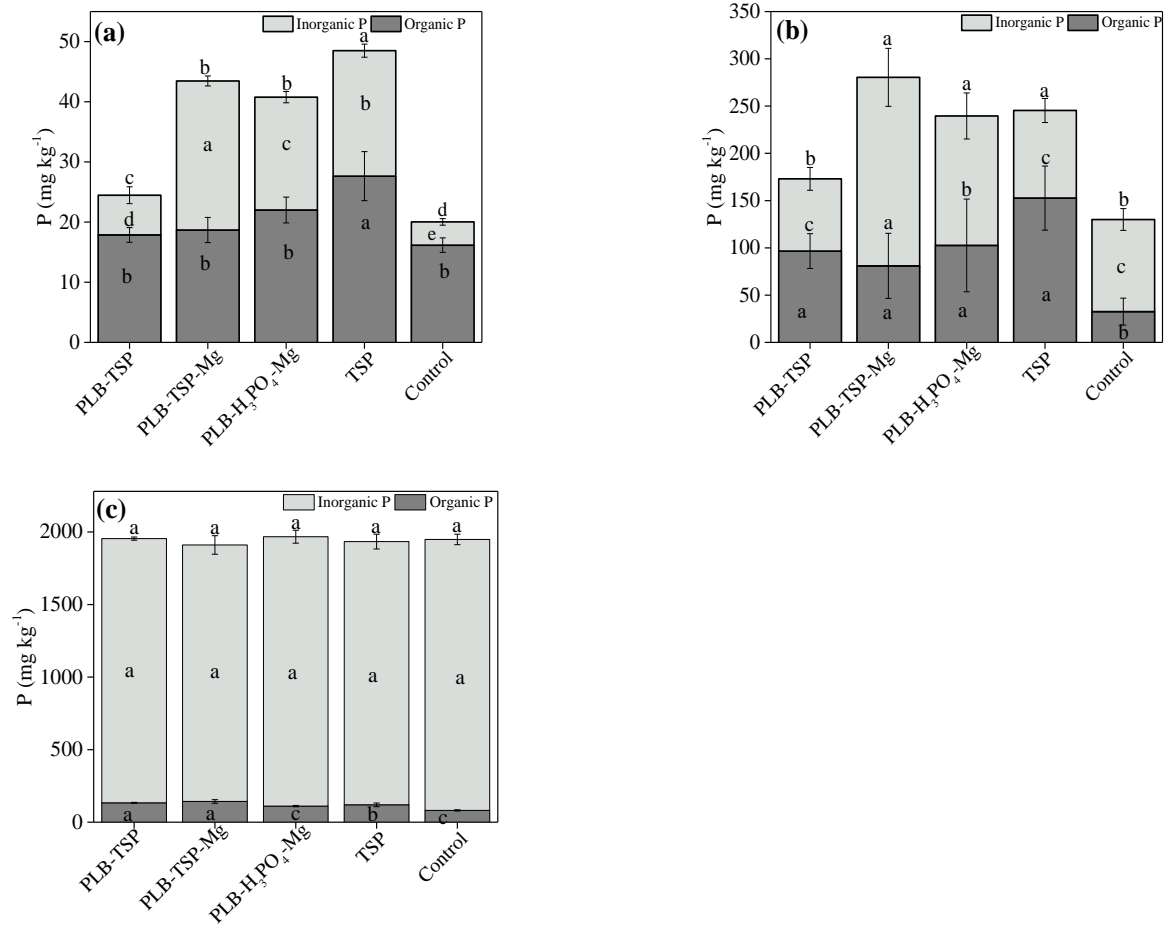 (a)
Inorganic P Organic P
P (mg kg⁻¹)
50
40
30
20
10
0
c
d
b
b
a
b
b
c
b
a
b
a
d
e
b
PLB-TSP
PLB-TSP-Mg
PLB-H₃PO₄-Mg
TSP
Control
(b)
Inorganic P Organic P
P (mg kg⁻¹)
350
300
250
200
150
100
50
0
b
c
a
a
a
a
a
b
a
a
c
a
b
c
b
PLB-TSP
PLB-TSP-Mg
PLB-H₃PO₄-Mg
TSP
Control
(c)
Inorganic P Organic P
P (mg kg⁻¹)
2000
1500
1000
500
0
a
a
a
a
a
a
a
a
c
a
a
b
a
a
c
PLB-TSP
PLB-TSP-Mg
PLB-H₃PO₄-Mg
TSP
Control